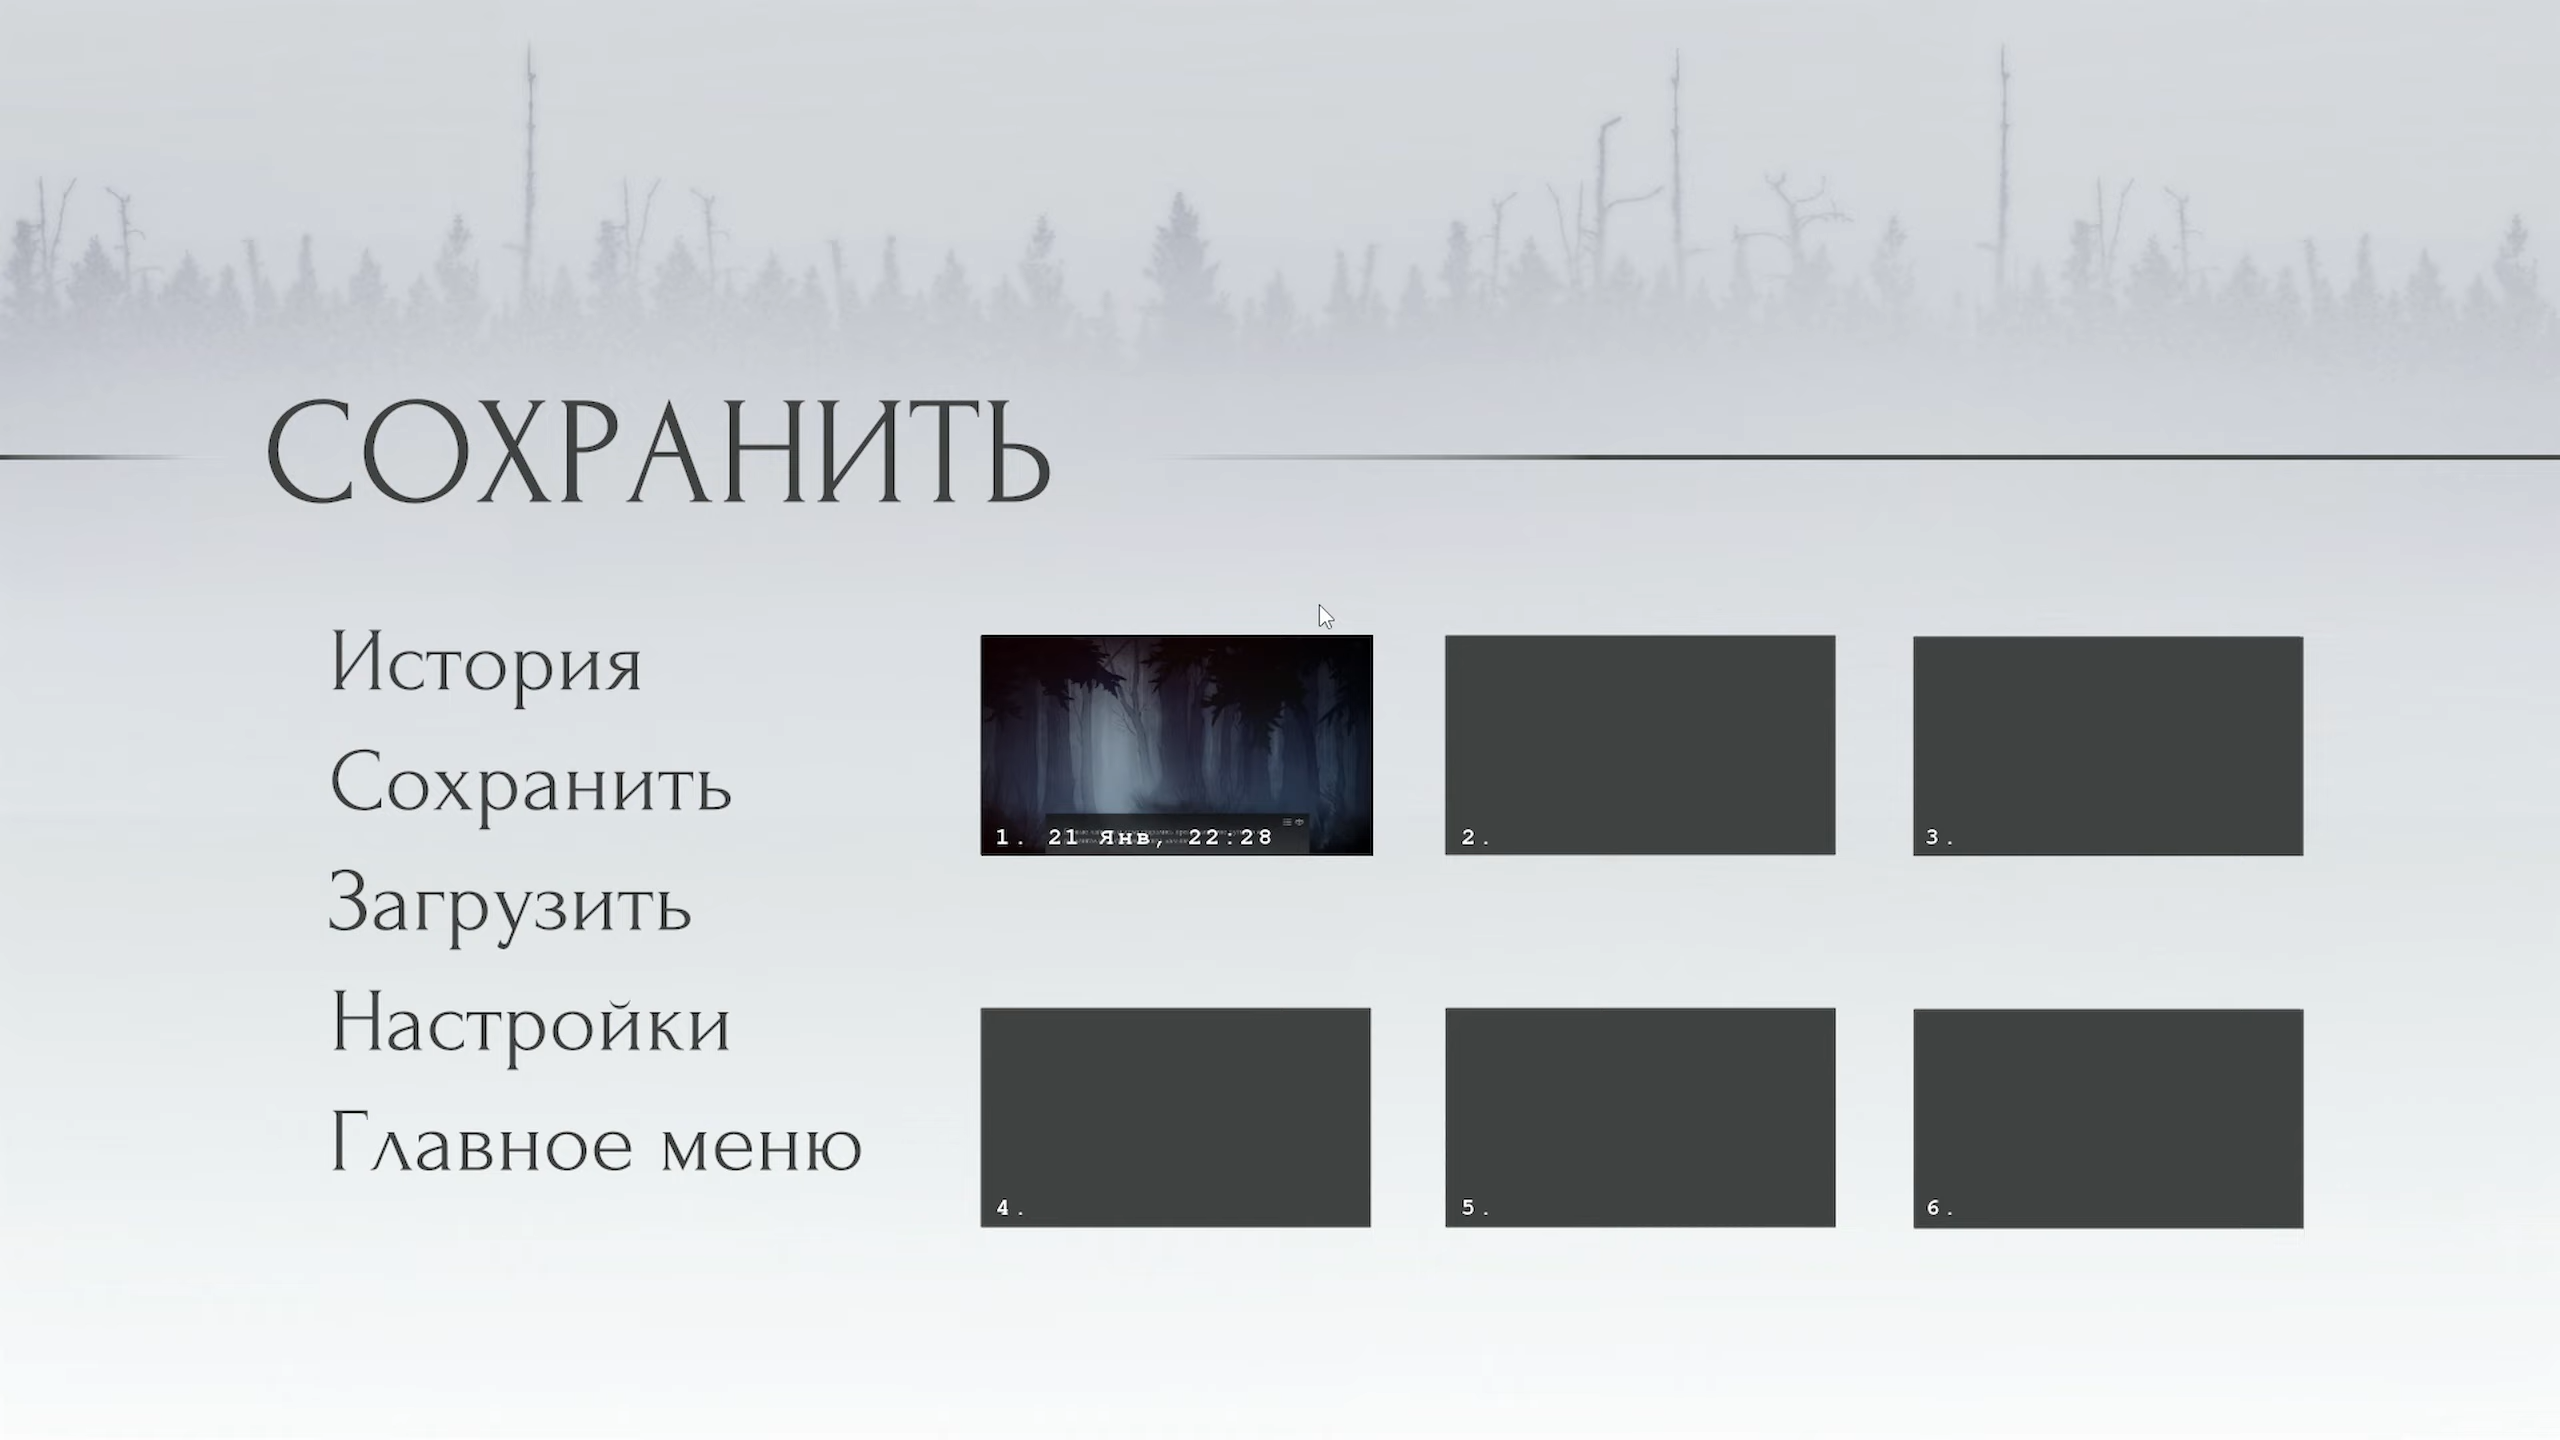 СОХРАНИТЬ
История
Сохранить
Загрузить
Настройки
Главное меню
1. 21 Янв, 22:28
2.
3.
4.
5.
6.